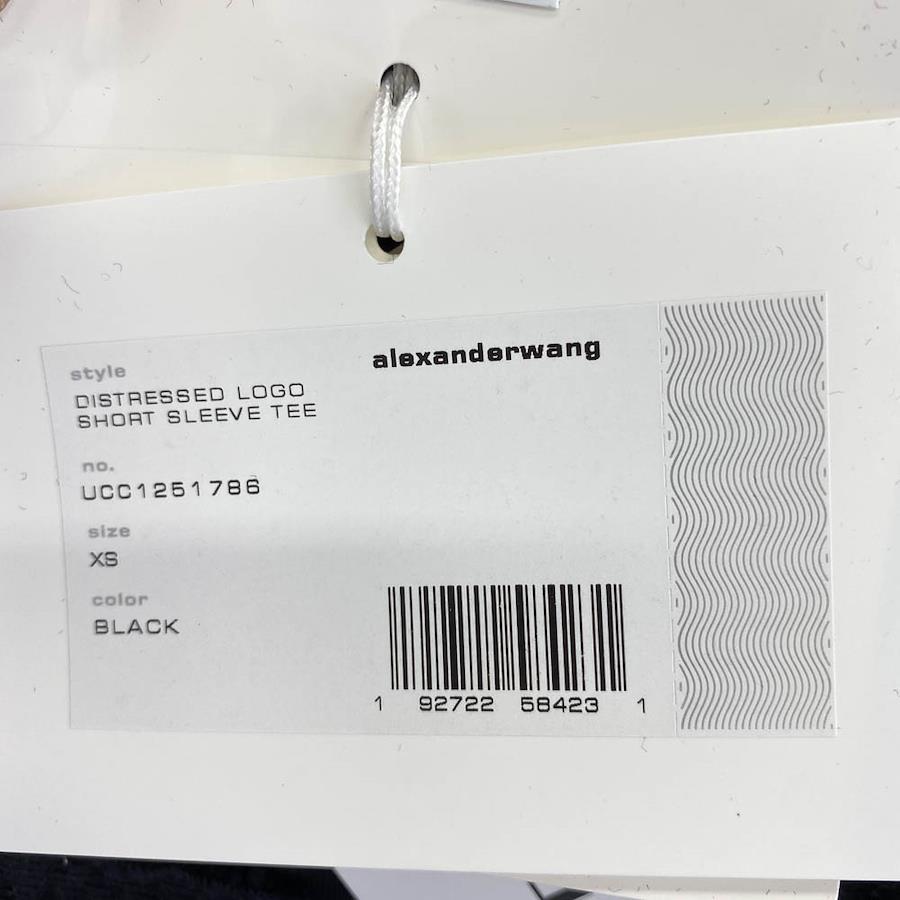 alexanderwang
style
DISTRESSED LOGO
SHORT SLEEVE TEE
no.
UCC1251786
size
XS
color
BLACK
1 92722 58423 1